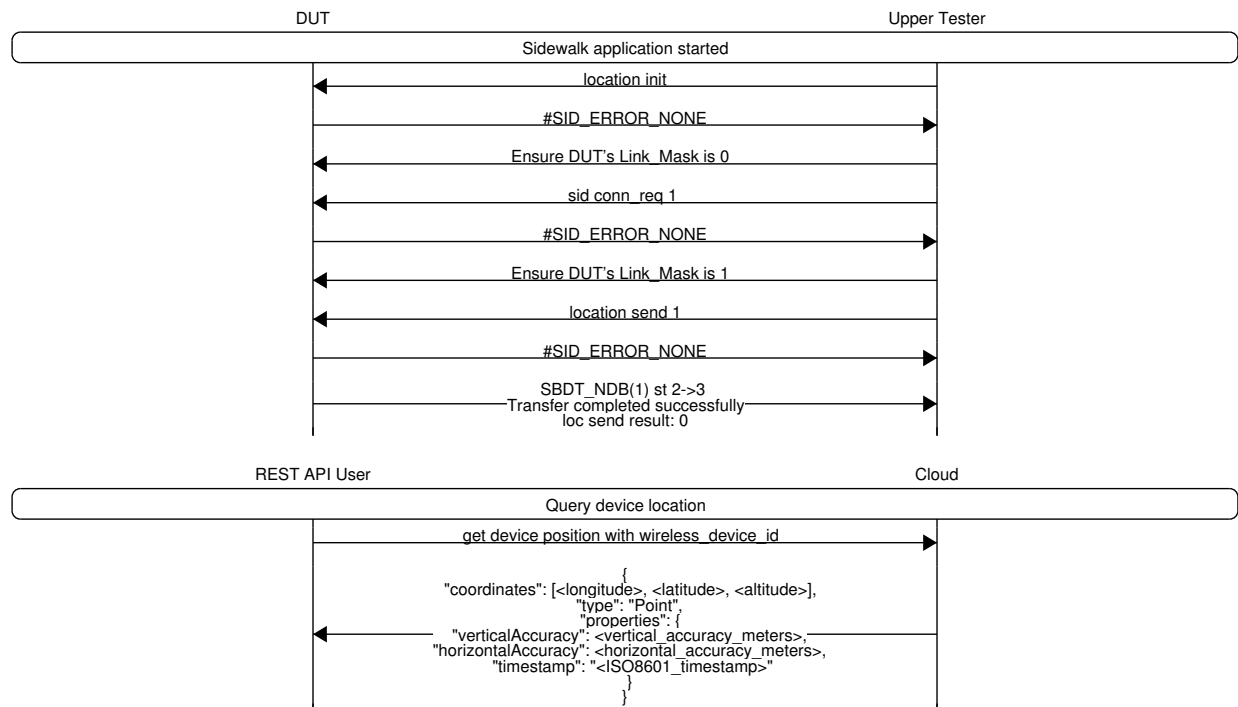 DUT Upper Tester
Sidewalk application started
location init
#SID_ERROR_NONE
Ensure DUT's Link_Mask is 0
sid conn_req 1
#SID_ERROR_NONE
Ensure DUT's Link_Mask is 1
location send 1
#SID_ERROR_NONE
SBDT_NDB(1) st 2->3
Transfer completed successfully
loc send result: 0
REST API User Cloud
Query device location
get device position with wireless_device_id
{
"coordinates": [<longitude>, <latitude>, <altitude>],
"type": "Point",
"properties": {
"verticalAccuracy": <vertical_accuracy_meters>,
"horizontalAccuracy": <horizontal_accuracy_meters>,
"timestamp": "<ISO8601_timestamp>"
}
}